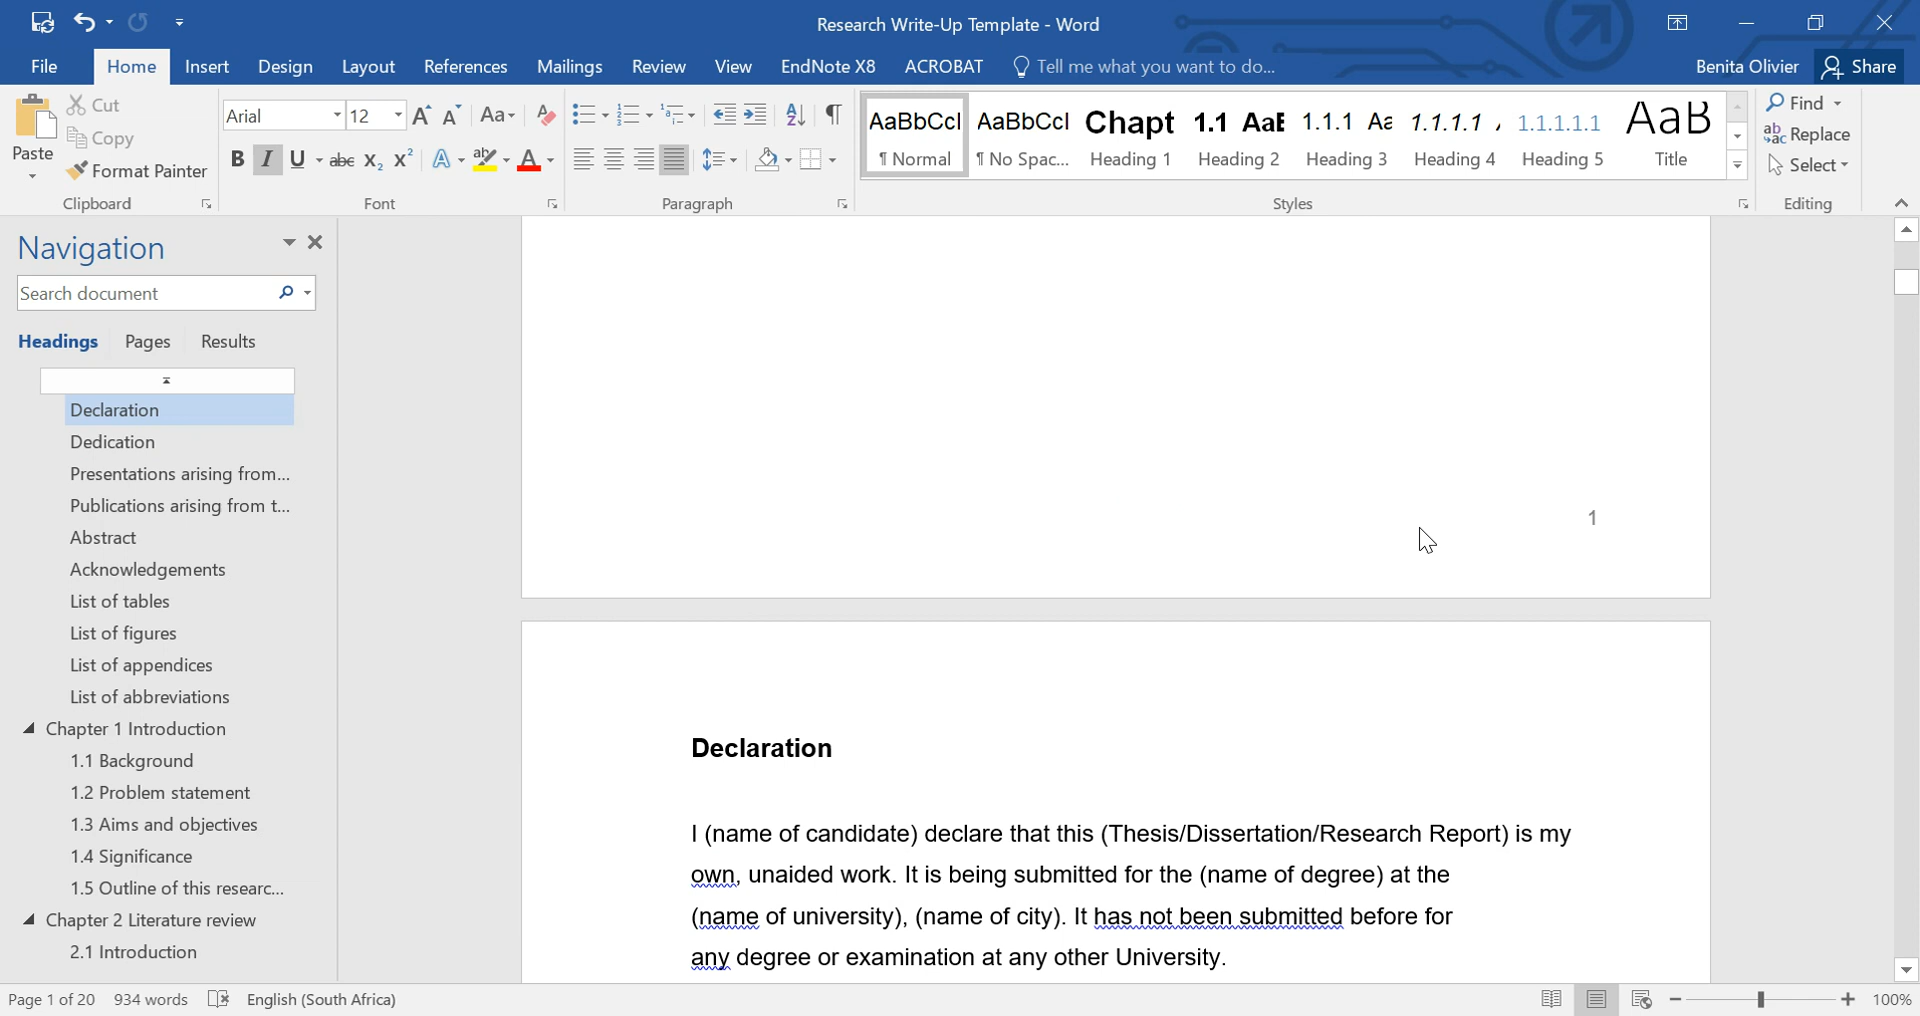 Research Write-Up Template - Word
File Home Insert Design Layout References Mailings Review View EndNote X8 ACROBAT Tell me what you want to do... Benita Olivier Share
Paste
Cut
Copy
Format Painter
Clipboard
Arial 12 Aa
B I U abc X2 X2 A ab A
Font
Paragraph
AaBbCcI AaBbCcI Chapt 1.1 AaE 1.1.1 Aa 1.1.1.1 1.1.1.1.1 AaB
¶ Normal ¶ No Spac... Heading 1 Heading 2 Heading 3 Heading 4 Heading 5 Title
Styles
Find
Replace
Select
Editing
Navigation
Search document
Headings Pages Results
Declaration
Dedication
Presentations arising from...
Publications arising from t...
Abstract
Acknowledgements
List of tables
List of figures
List of appendices
List of abbreviations
Chapter 1 Introduction
1.1 Background
1.2 Problem statement
1.3 Aims and objectives
1.4 Significance
1.5 Outline of this researc...
Chapter 2 Literature review
2.1 Introduction
1
Declaration
I (name of candidate) declare that this (Thesis/Dissertation/Research Report) is my
own, unaided work. It is being submitted for the (name of degree) at the
(name of university), (name of city). It has not been submitted before for
any degree or examination at any other University.
Page 1 of 20 934 words English (South Africa) 100%